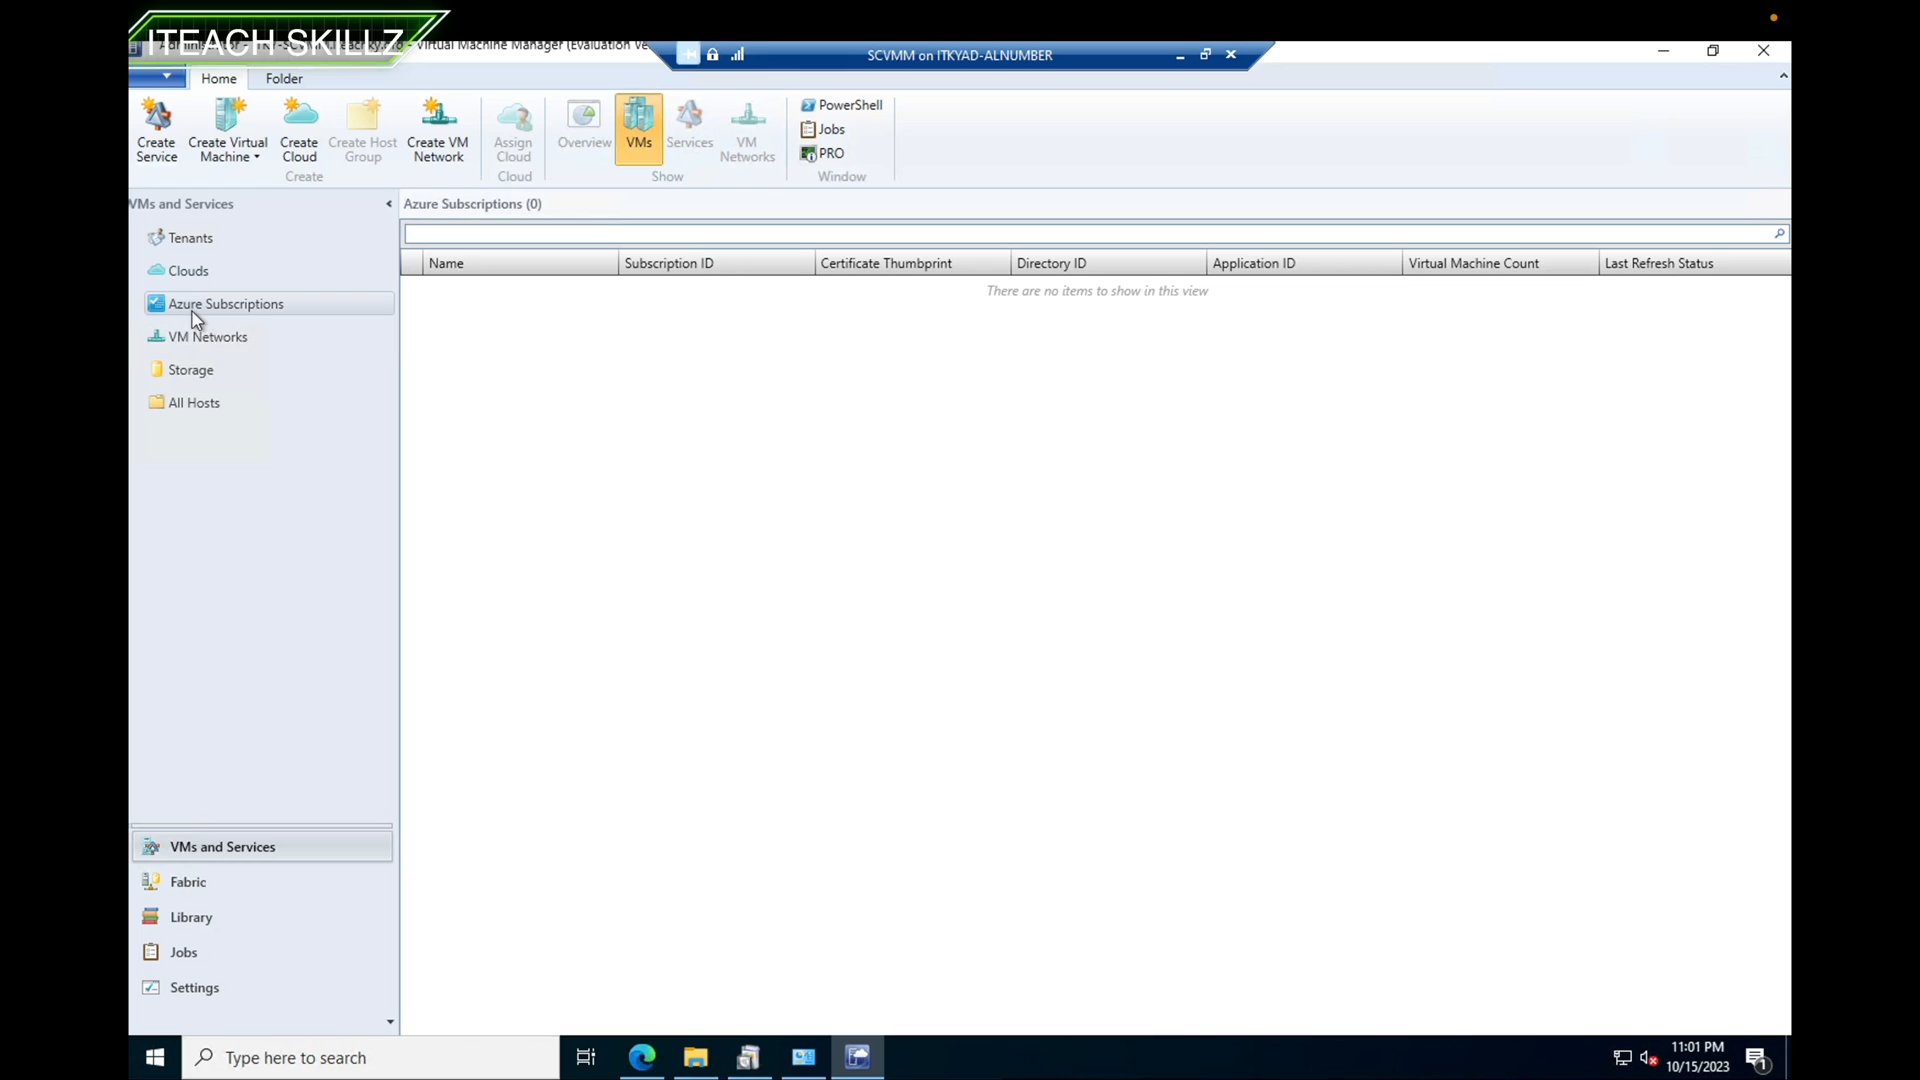 ITEACH SKILLZ
Virtual Machine Manager (Evaluation Ve
SCVMM on ITKYAD-ALNUMBER
Home
Folder
Create Service
Create Virtual Machine
Create Cloud
Create Host Group
Create VM Network
Create
Assign Cloud
Cloud
Overview
VMs
Services
VM Networks
Show
PowerShell
Jobs
PRO
Window
VMs and Services
Tenants
Clouds
Azure Subscriptions
VM Networks
Storage
All Hosts
Azure Subscriptions (0)
Name
Subscription ID
Certificate Thumbprint
Directory ID
Application ID
Virtual Machine Count
Last Refresh Status
There are no items to show in this view
VMs and Services
Fabric
Library
Jobs
Settings
Type here to search
11:01 PM
10/15/2023
1